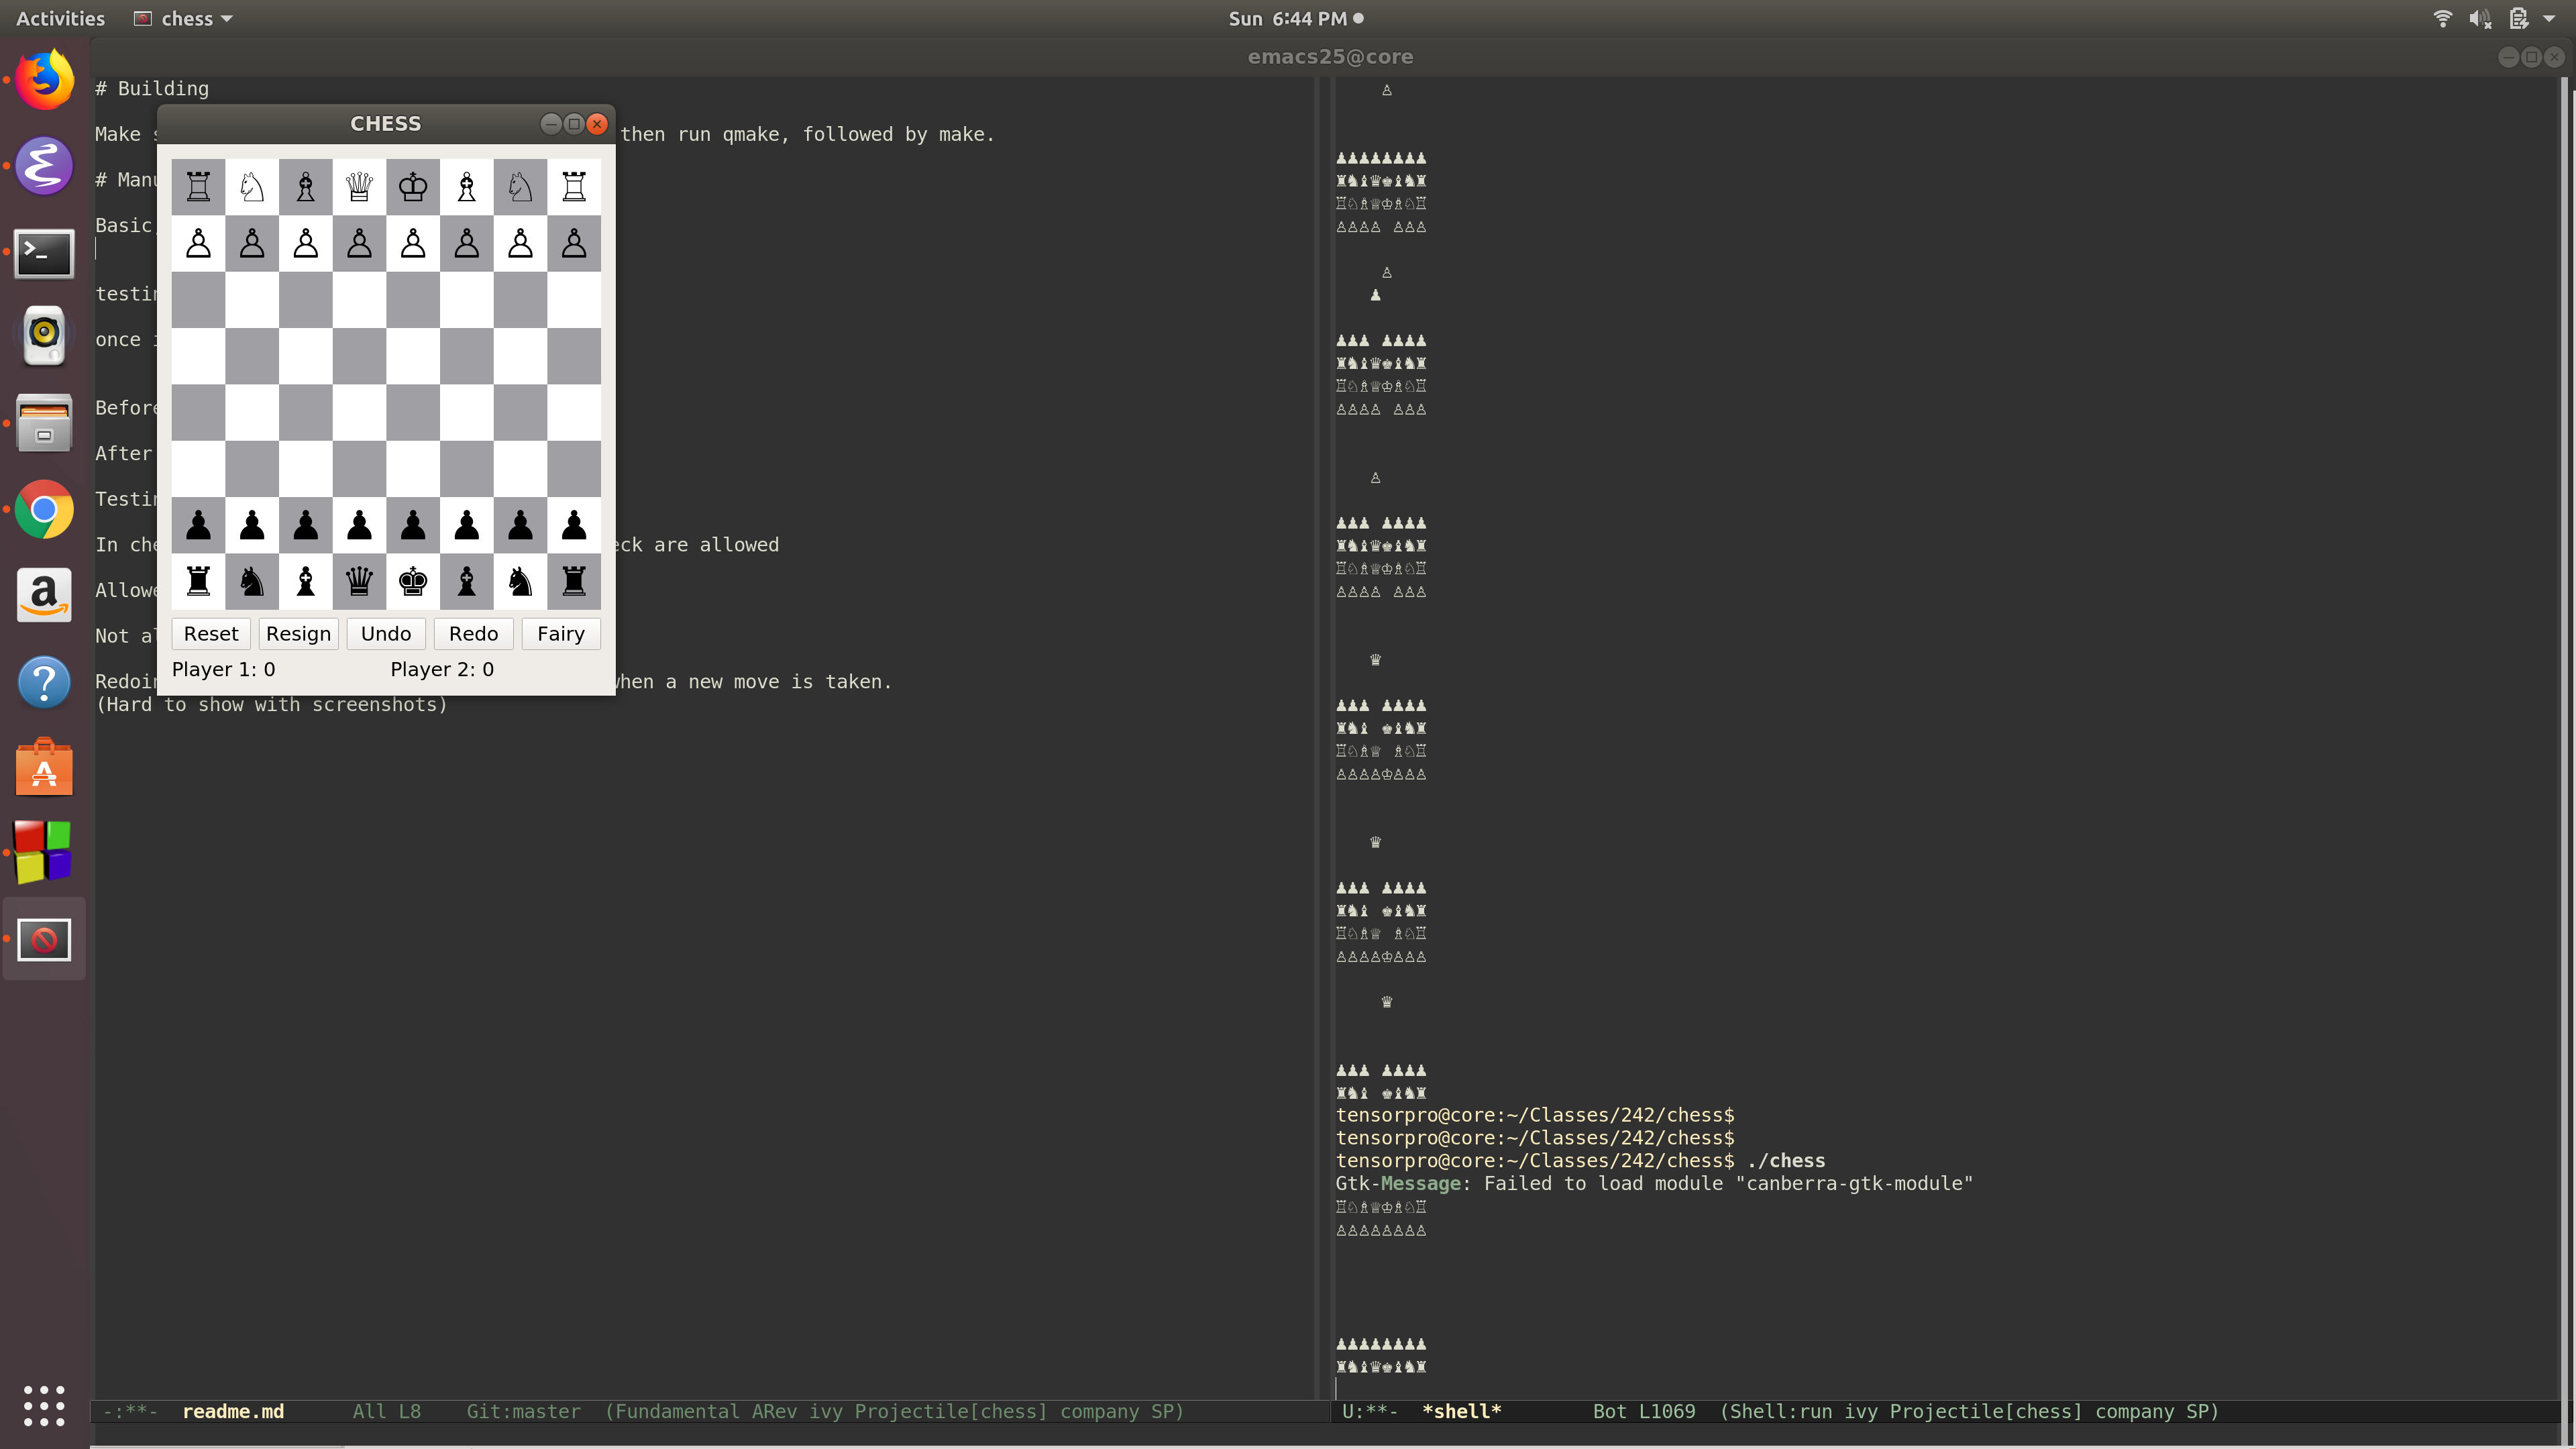 Activities
chess
Sun 6:44 PM
emacs25@core
# Building
Make s
then run qmake, followed by make.
# Manu
Basic
testin
once i
Before
After
Testin
In che
eck are allowed
Allowe
Not al
Redoin
when a new move is taken.
(Hard to show with screenshots)
CHESS
♖♘♗♕♔♗♘♖
♙♙♙♙♙♙♙♙
♟♟♟♟♟♟♟♟
♜♞♝♛♚♝♞♜
Reset Resign Undo Redo Fairy
Player 1: 0 Player 2: 0
♙
♟♟♟♟♟♟♟♟
♜♞♝♛♚♝♞♜
♖♘♗♕♔♗♘♖
♙♙♙♙ ♙♙♙
♙
♟
♟♟♟ ♟♟♟♟
♜♞♝♛♚♝♞♜
♖♘♗♕♔♗♘♖
♙♙♙♙ ♙♙♙
♙
♟♟♟ ♟♟♟♟
♜♞♝♛♚♝♞♜
♖♘♗♕♔♗♘♖
♙♙♙♙ ♙♙♙
♛
♟♟♟ ♟♟♟♟
♜♞♝ ♚♝♞♜
♖♘♗♕ ♗♘♖
♙♙♙♙♔♙♙♙
♛
♟♟♟ ♟♟♟♟
♜♞♝ ♚♝♞♜
♖♘♗♕ ♗♘♖
♙♙♙♙♔♙♙♙
♛
♟♟♟ ♟♟♟♟
♜♞♝ ♚♝♞♜
tensorpro@core:~/Classes/242/chess$
tensorpro@core:~/Classes/242/chess$
tensorpro@core:~/Classes/242/chess$ ./chess
Gtk-Message: Failed to load module "canberra-gtk-module"
♖♘♗♕♔♗♘♖
♙♙♙♙♙♙♙♙
♟♟♟♟♟♟♟♟
♜♞♝♛♚♝♞♜
-:**- readme.md All L8 Git:master (Fundamental ARev ivy Projectile[chess] company SP)
U:**- *shell* Bot L1069 (Shell:run ivy Projectile[chess] company SP)